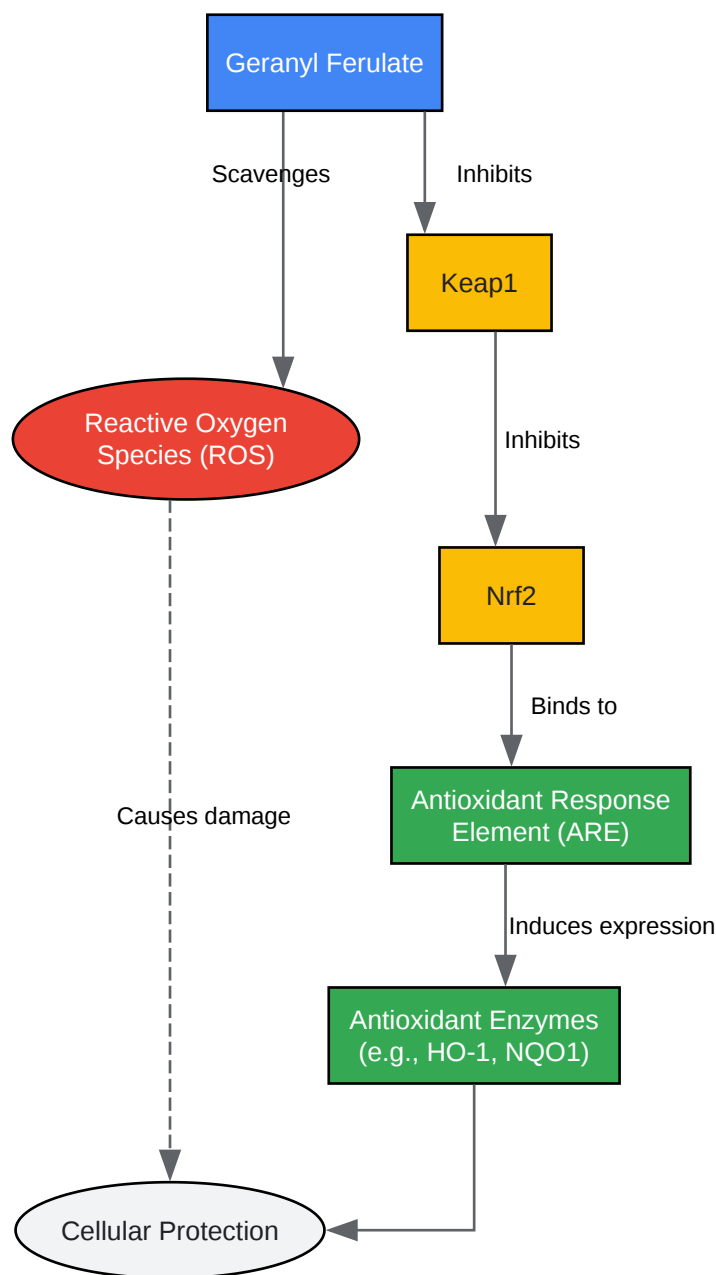 Geranyl Ferulate
Scavenges
Inhibits
Keap1
Reactive Oxygen
Species (ROS)
Inhibits
Nrf2
Binds to
Antioxidant Response
Element (ARE)
Causes damage
Induces expression
Antioxidant Enzymes
(e.g., HO-1, NQO1)
Cellular Protection